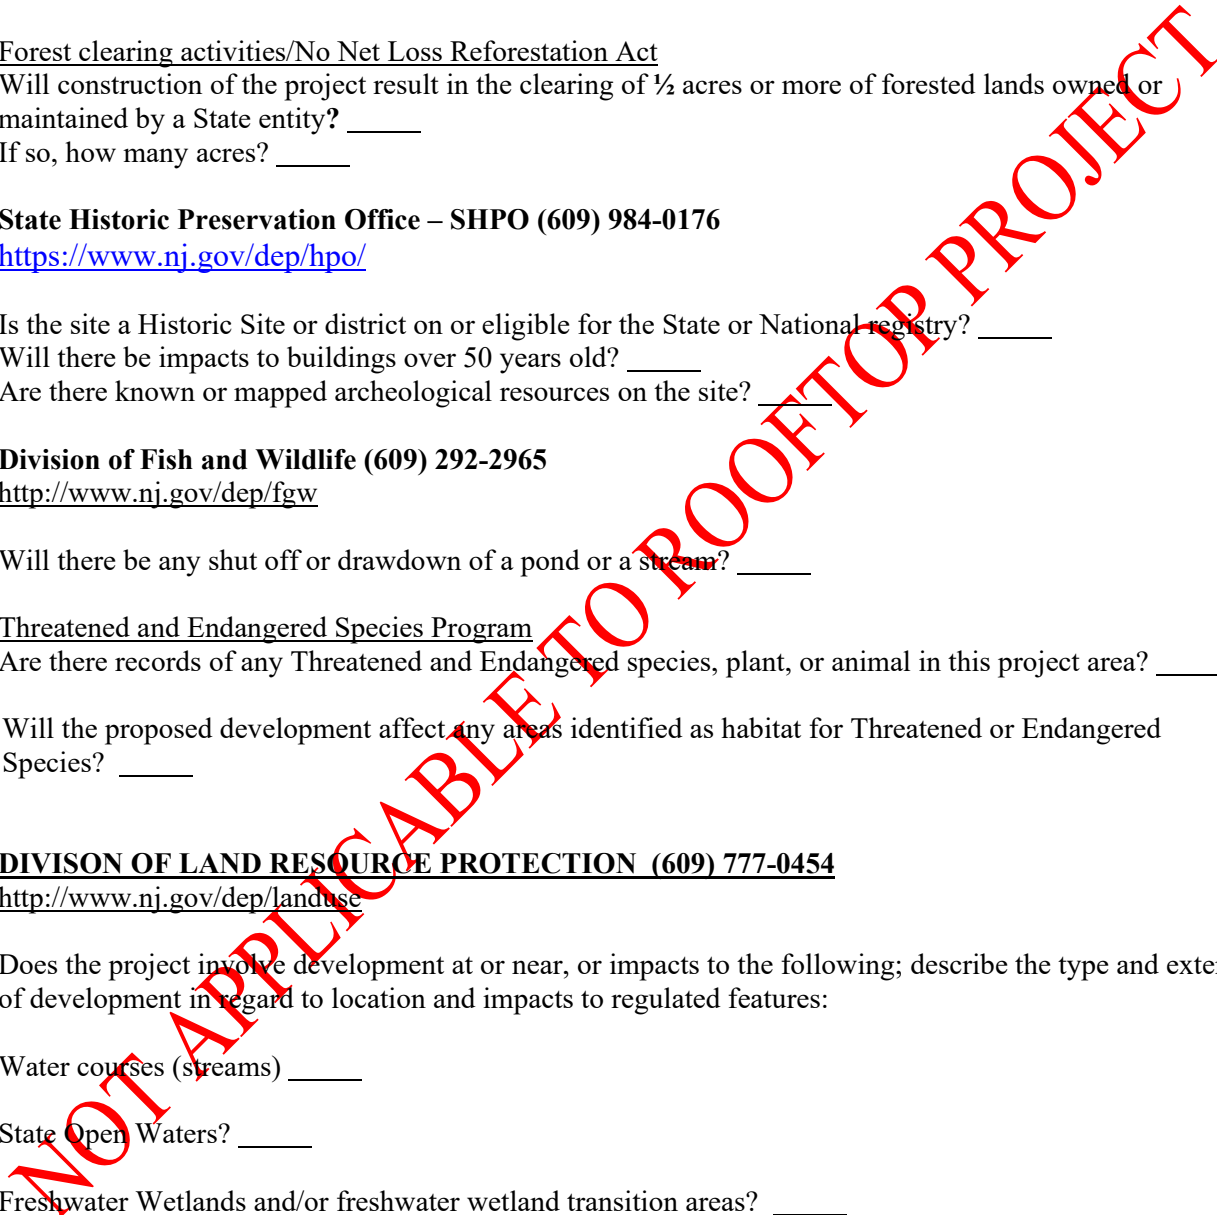 Forest clearing activities/No Net Loss Reforestation Act
Will construction of the project result in the clearing of ½ acres or more of forested lands owned or
maintained by a State entity? _____
If so, how many acres? _____
State Historic Preservation Office – SHPO (609) 984-0176
https://www.nj.gov/dep/hpo/
Is the site a Historic Site or district on or eligible for the State or National registry? _____
Will there be impacts to buildings over 50 years old? _____
Are there known or mapped archeological resources on the site? _____
Division of Fish and Wildlife (609) 292-2965
http://www.nj.gov/dep/fgw
Will there be any shut off or drawdown of a pond or a stream? _____
Threatened and Endangered Species Program
Are there records of any Threatened and Endangered species, plant, or animal in this project area? _____
Will the proposed development affect any areas identified as habitat for Threatened or Endangered
Species? _____
DIVISON OF LAND RESOURCE PROTECTION (609) 777-0454
http://www.nj.gov/dep/landuse
Does the project involve development at or near, or impacts to the following; describe the type and exte
of development in regard to location and impacts to regulated features:
Water courses (streams) _____
State Open Waters? _____
Freshwater Wetlands and/or freshwater wetland transition areas? _____
NOT APPLICABLE TO ROOFTOP PROJECT